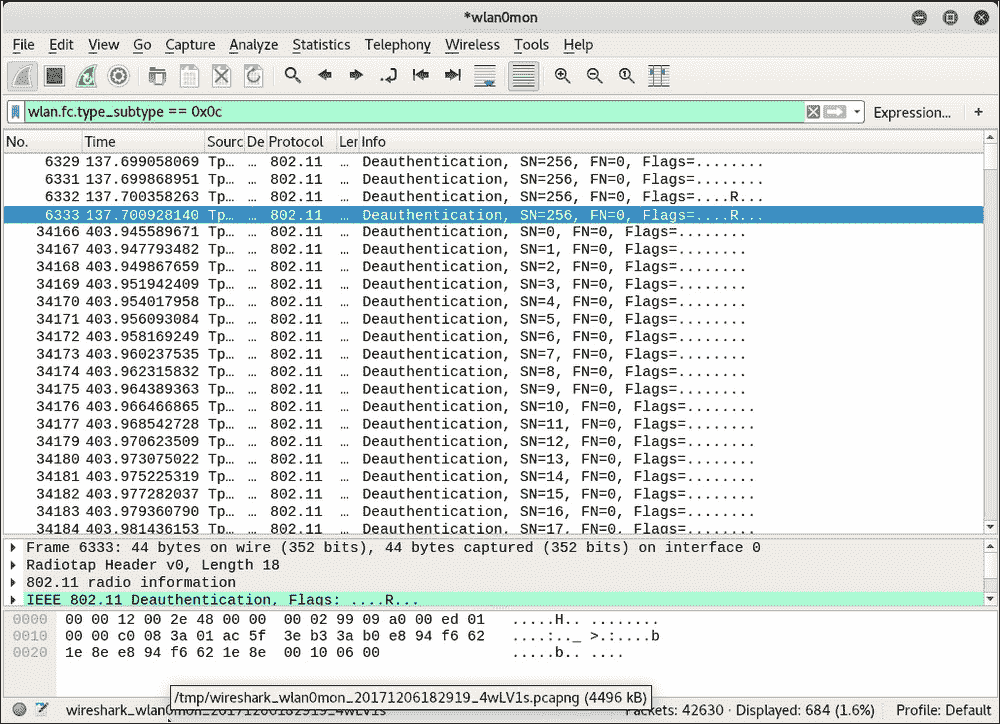 *wlan0mon
File Edit View Go Capture Analyze Statistics Telephony Wireless Tools Help
wlan.fc.type_subtype == 0x0c Expression... +
No. Time Sourc De Protocol Ler Info
6329 137.699058069 Tp… … 802.11 … Deauthentication, SN=256, FN=0, Flags=........
6331 137.699868951 Tp… … 802.11 … Deauthentication, SN=256, FN=0, Flags=........
6332 137.700358263 Tp… … 802.11 … Deauthentication, SN=256, FN=0, Flags=....R...
6333 137.700928140 Tp… … 802.11 … Deauthentication, SN=256, FN=0, Flags=....R...
34166 403.945589671 Tp… … 802.11 … Deauthentication, SN=0, FN=0, Flags=........
34167 403.947793482 Tp… … 802.11 … Deauthentication, SN=1, FN=0, Flags=........
34168 403.949867659 Tp… … 802.11 … Deauthentication, SN=2, FN=0, Flags=........
34169 403.951942409 Tp… … 802.11 … Deauthentication, SN=3, FN=0, Flags=........
34170 403.954017958 Tp… … 802.11 … Deauthentication, SN=4, FN=0, Flags=........
34171 403.956093084 Tp… … 802.11 … Deauthentication, SN=5, FN=0, Flags=........
34172 403.958169249 Tp… … 802.11 … Deauthentication, SN=6, FN=0, Flags=........
34173 403.960237535 Tp… … 802.11 … Deauthentication, SN=7, FN=0, Flags=........
34174 403.962315832 Tp… … 802.11 … Deauthentication, SN=8, FN=0, Flags=........
34175 403.964389363 Tp… … 802.11 … Deauthentication, SN=9, FN=0, Flags=........
34176 403.966466865 Tp… … 802.11 … Deauthentication, SN=10, FN=0, Flags=........
34177 403.968542728 Tp… … 802.11 … Deauthentication, SN=11, FN=0, Flags=........
34179 403.970623509 Tp… … 802.11 … Deauthentication, SN=12, FN=0, Flags=........
34180 403.973075022 Tp… … 802.11 … Deauthentication, SN=13, FN=0, Flags=........
34181 403.975225319 Tp… … 802.11 … Deauthentication, SN=14, FN=0, Flags=........
34182 403.977282037 Tp… … 802.11 … Deauthentication, SN=15, FN=0, Flags=........
34183 403.979360790 Tp… … 802.11 … Deauthentication, SN=16, FN=0, Flags=........
34184 403.981436153 Tp… … 802.11 … Deauthentication, SN=17, FN=0, Flags=........
Frame 6333: 44 bytes on wire (352 bits), 44 bytes captured (352 bits) on interface 0
Radiotap Header v0, Length 18
802.11 radio information
IEEE 802.11 Deauthentication, Flags: ....R...
0000 00 00 12 00 2e 48 00 00 00 02 99 09 a0 00 ed 01 .....H.. ........
0010 00 00 c0 08 3a 01 ac 5f 3e b3 3a b0 e8 94 f6 62 ....:.._ >.:....b
0020 1e 8e e8 94 f6 62 1e 8e 00 10 06 00 .....b.. ....
/tmp/wireshark_wlan0mon_20171206182919_4wLV1s.pcapng (4496 kB)
wireshark_wlan0mon_20171206182919_4wLV1s Packets: 42630 · Displayed: 684 (1.6%) Profile: Default